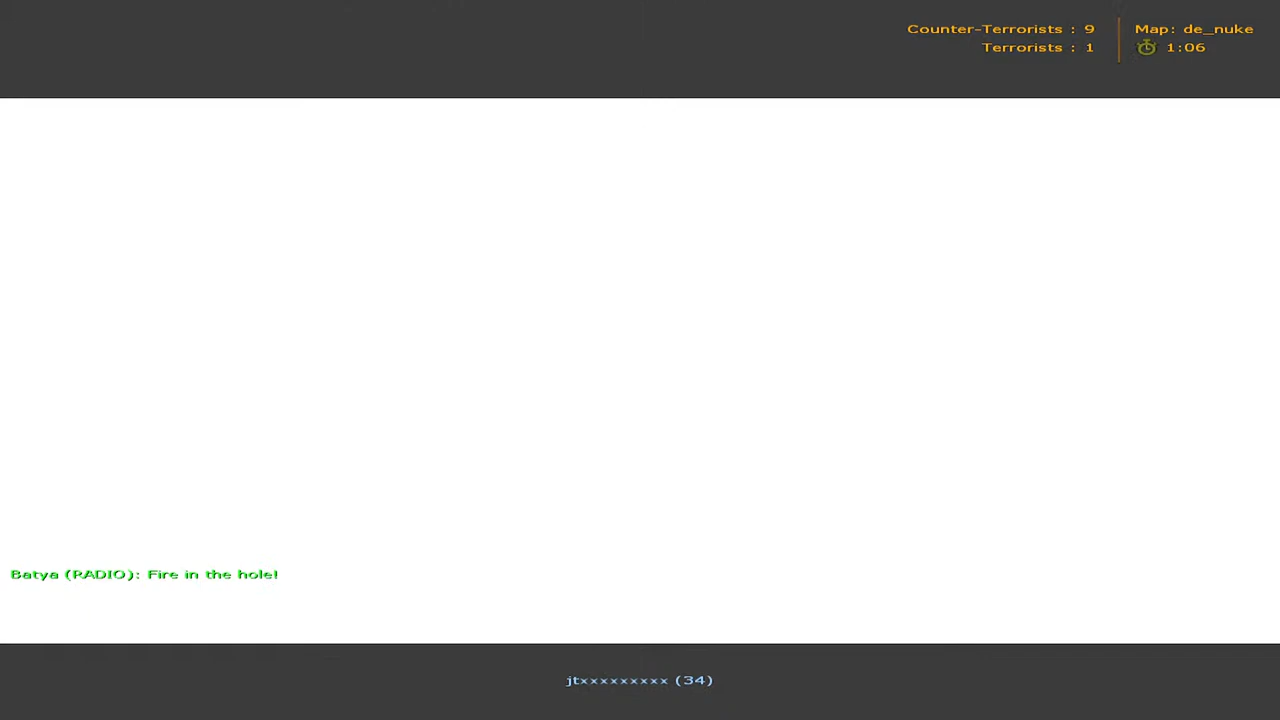 Counter-Terrorists : 9
Terrorists : 1
Map: de_nuke
1:06
Batya (RADIO): Fire in the hole!
jtxxxxxxxxx (34)